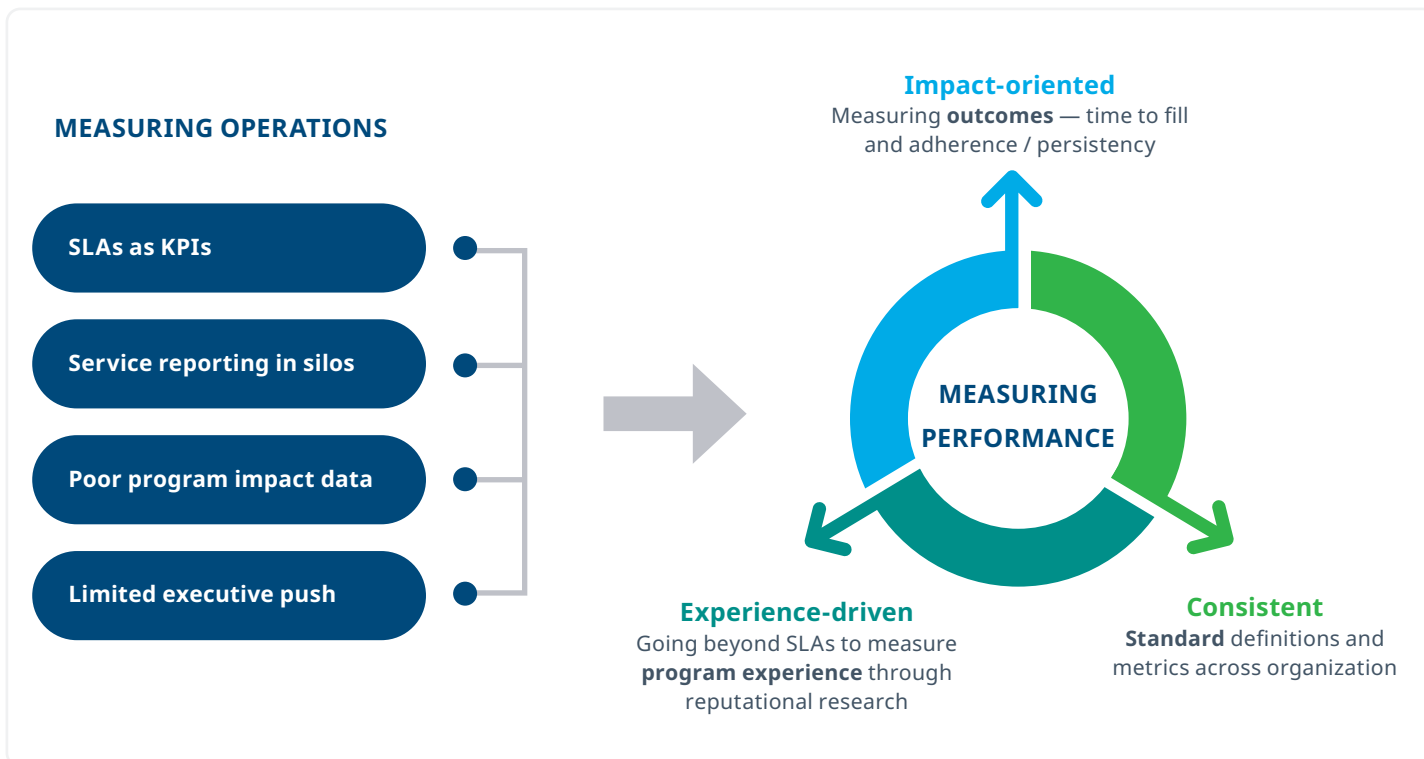 MEASURING OPERATIONS
SLAs as KPIs
Service reporting in silos
Poor program impact data
Limited executive push
Impact-oriented
Measuring outcomes — time to fill
and adherence / persistency
MEASURING
PERFORMANCE
Experience-driven
Going beyond SLAs to measure
program experience through
reputational research
Consistent
Standard definitions and
metrics across organization